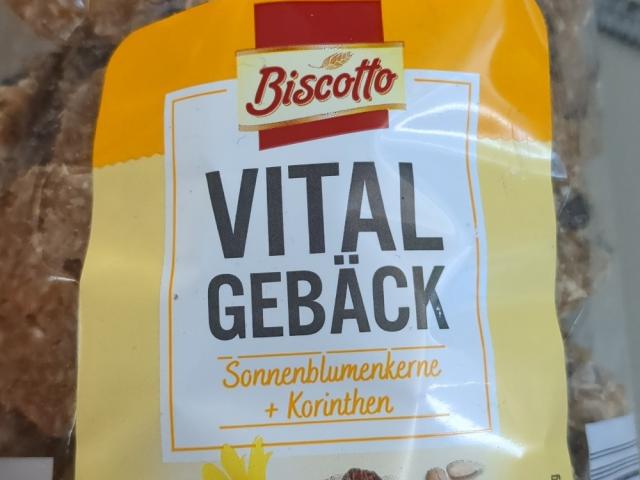 Biscotto
VITAL
GEBÄCK
Sonnenblumenkerne
+ Korinthen